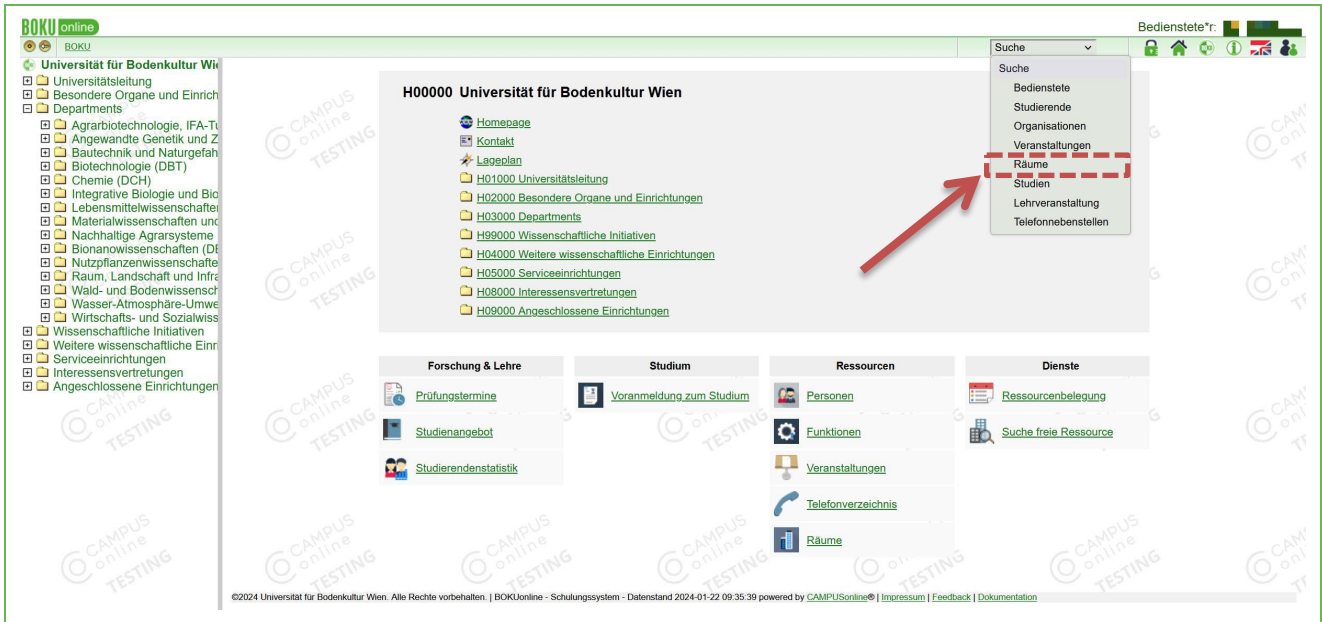 BOKU online
Bedienstete*r:
BOKU
Suche
Universität für Bodenkultur Wi
Universitätsleitung
Besondere Organe und Einrich
Departments
Agrarbiotechnologie, IFA-Tu
Angewandte Genetik und Z
Bautechnik und Naturgefah
Biotechnologie (DBT)
Chemie (DCH)
Integrative Biologie und Bio
Lebensmittelwissenschafte
Materialwissenschaften und
Nachhaltige Agrarsysteme
Bionanowissenschaften (DB
Nutzpflanzenwissenschafte
Raum, Landschaft und Infra
Wald- und Bodenwissensch
Wasser-Atmosphäre-Umwe
Wirtschafts- und Sozialwiss
Wissenschaftliche Initiativen
Weitere wissenschaftliche Einr
Serviceeinrichtungen
Interessensvertretungen
Angeschlossene Einrichtungen
H00000 Universität für Bodenkultur Wien
Homepage
Kontakt
Lageplan
H01000 Universitätsleitung
H02000 Besondere Organe und Einrichtungen
H03000 Departments
H99000 Wissenschaftliche Initiativen
H04000 Weitere wissenschaftliche Einrichtungen
H05000 Serviceeinrichtungen
H08000 Interessensvertretungen
H09000 Angeschlossene Einrichtungen
Suche
Bedienstete
Studierende
Organisationen
Veranstaltungen
Räume
Studien
Lehrveranstaltung
Telefonnebenstellen
Forschung & Lehre
Prüfungstermine
Studienangebot
Studierendenstatistik
Studium
Voranmeldung zum Studium
Ressourcen
Personen
Funktionen
Veranstaltungen
Telefonverzeichnis
Räume
Dienste
Ressourcenbelegung
Suche freie Ressource
CAMPUS
online
TESTING
©2024 Universität für Bodenkultur Wien. Alle Rechte vorbehalten. | BOKUonline - Schulungssystem - Datenstand 2024-01-22 09:35:39 powered by CAMPUSonline® | Impressum | Feedback | Dokumentation